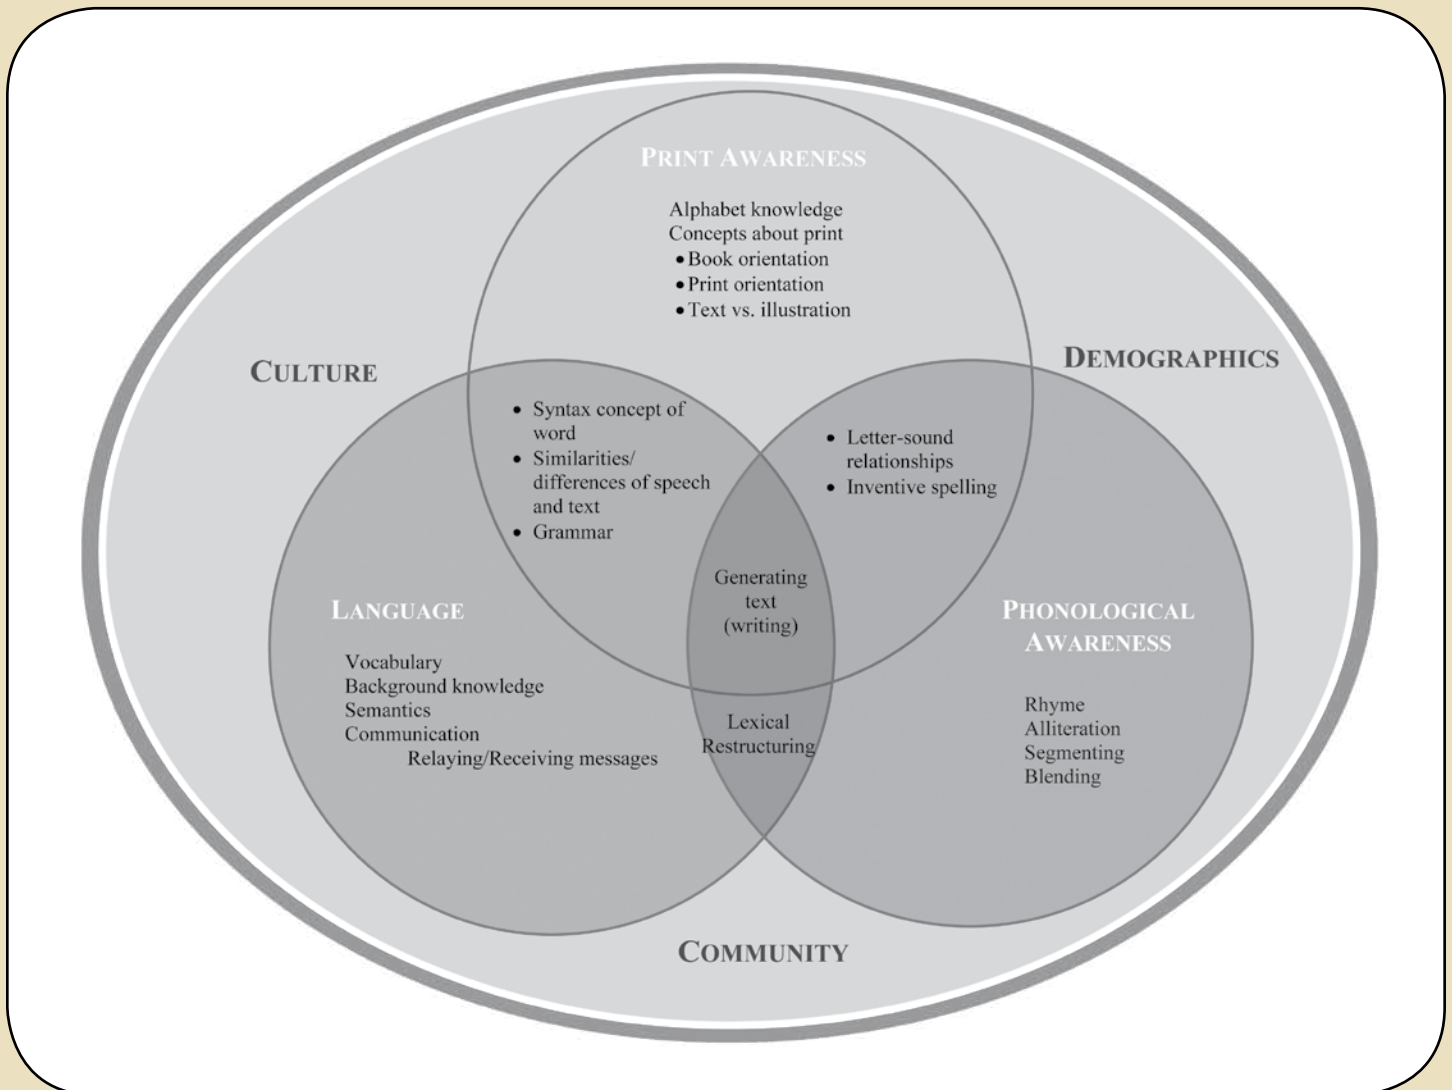 PRINT AWARENESS
Alphabet knowledge
Concepts about print
• Book orientation
• Print orientation
• Text vs. illustration
CULTURE
DEMOGRAPHICS
• Syntax concept of
word
• Similarities/
differences of speech
and text
• Grammar
• Letter-sound
relationships
• Inventive spelling
Generating
text
(writing)
LANGUAGE
Vocabulary
Background knowledge
Semantics
Communication
Relaying/Receiving messages
PHONOLOGICAL
AWARENESS
Rhyme
Alliteration
Segmenting
Blending
Lexical
Restructuring
COMMUNITY